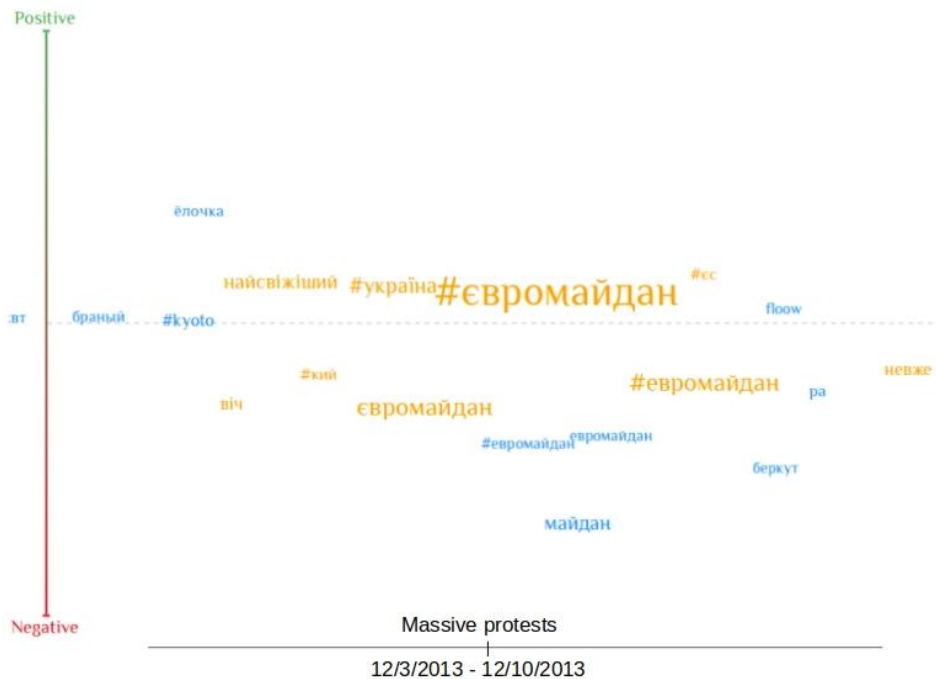 Positive
ёлочка
найсвіжіший #україна #євромайдан #єс
floow
:вт браный #kyoto
#кий
невже
#евромайдан
ра
віч
євромайдан
#евромайдан евромайдан
беркут
майдан
Negative
Massive protests
12/3/2013 - 12/10/2013